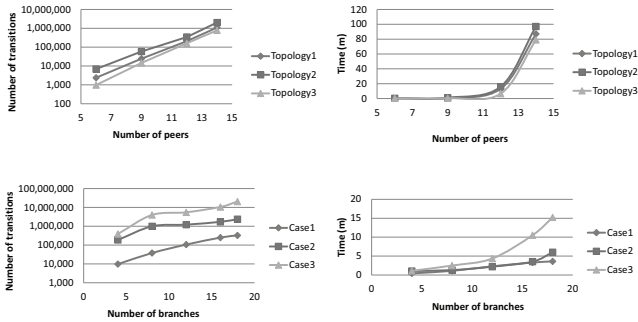 Number of transitions
10,000,000
1,000,000
100,000
10,000
1,000
100
5 7 9 11 13 15
Number of peers
Topology1
Topology2
Topology3
Time (m)
120
100
80
60
40
20
0
5 7 9 11 13 15
Number of peers
Topology1
Topology2
Topology3
Number of transitions
100,000,000
10,000,000
1,000,000
100,000
10,000
1,000
0 5 10 15 20
Number of branches
Case1
Case2
Case3
Time (m)
20
15
10
5
0
0 5 10 15 20
Number of branches
Case1
Case2
Case3